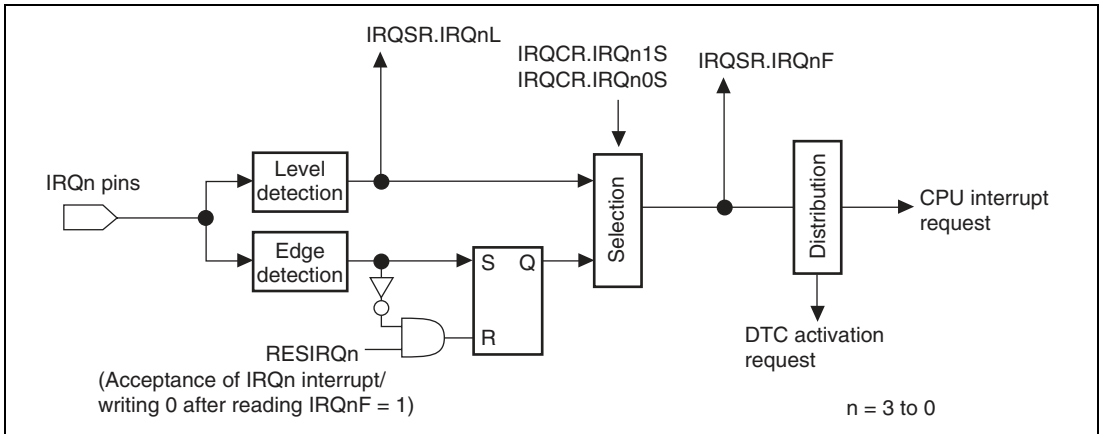 IRQSR.IRQnL
IRQCR.IRQn1S
IRQCR.IRQn0S
IRQSR.IRQnF
IRQn pins
Level
detection
Edge
detection
S Q
R
Selection
Distribution
CPU interrupt
request
DTC activation
request
RESIRQn
(Acceptance of IRQn interrupt/
writing 0 after reading IRQnF = 1)
n = 3 to 0